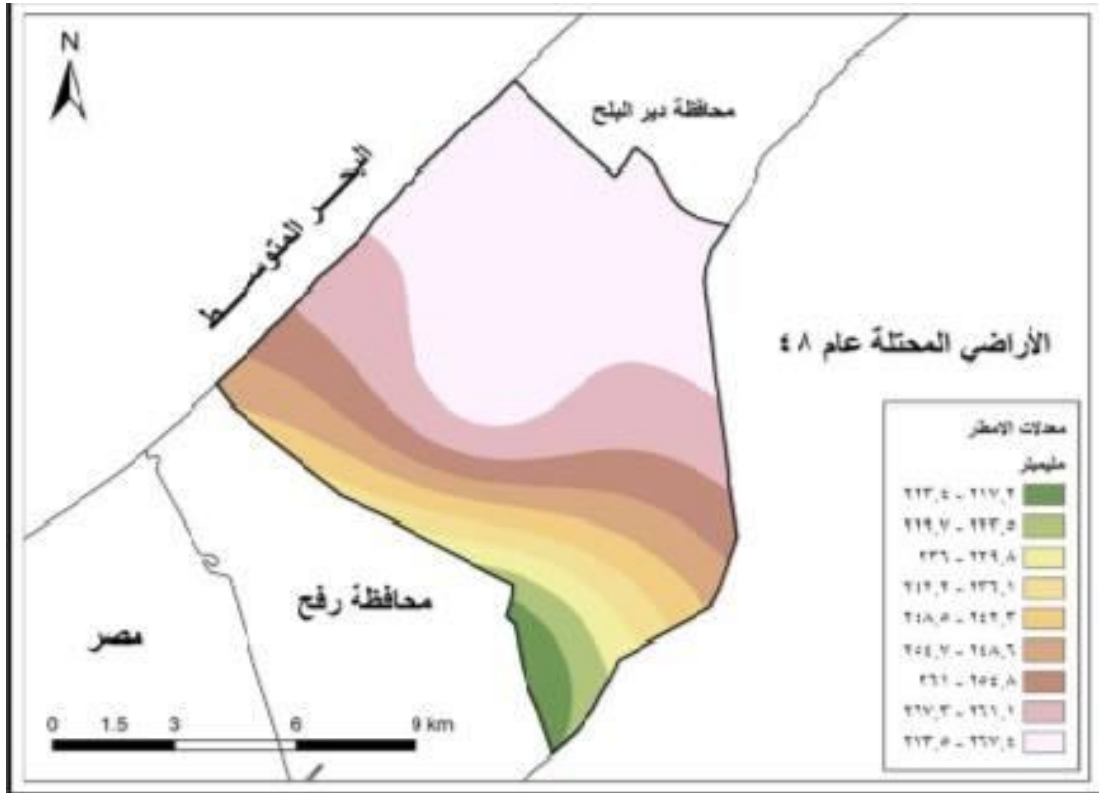 N
محافظة دير البلح
البحر المتوسط
الأراضي المحتلة عام ٤٨
معدلات الامطار
مليميتر
٢٢٣,٤ - ٢١٧,٢
٢٢٩,٧ - ٢٢٣,٥
٢٣٦ - ٢٢٩,٨
٢٤٢,٢ - ٢٣٦,١
٢٤٨,٥ - ٢٤٢,٣
٢٥٤,٧ - ٢٤٨,٦
٢٦١ - ٢٥٤,٨
٢٦٧,٣ - ٢٦١,١
٢٧٣,٥ - ٢٦٧,٤
محافظة رفح
مصر
0 1.5 3 6 9 km